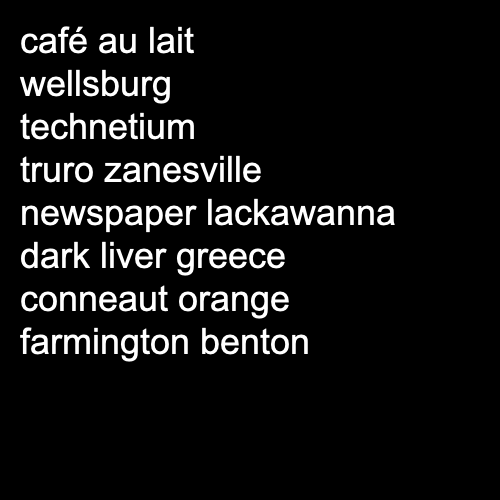 café au lait
wellsburg
technetium
truro zanesville
newspaper lackawanna
dark liver greece
conneaut orange
farmington benton